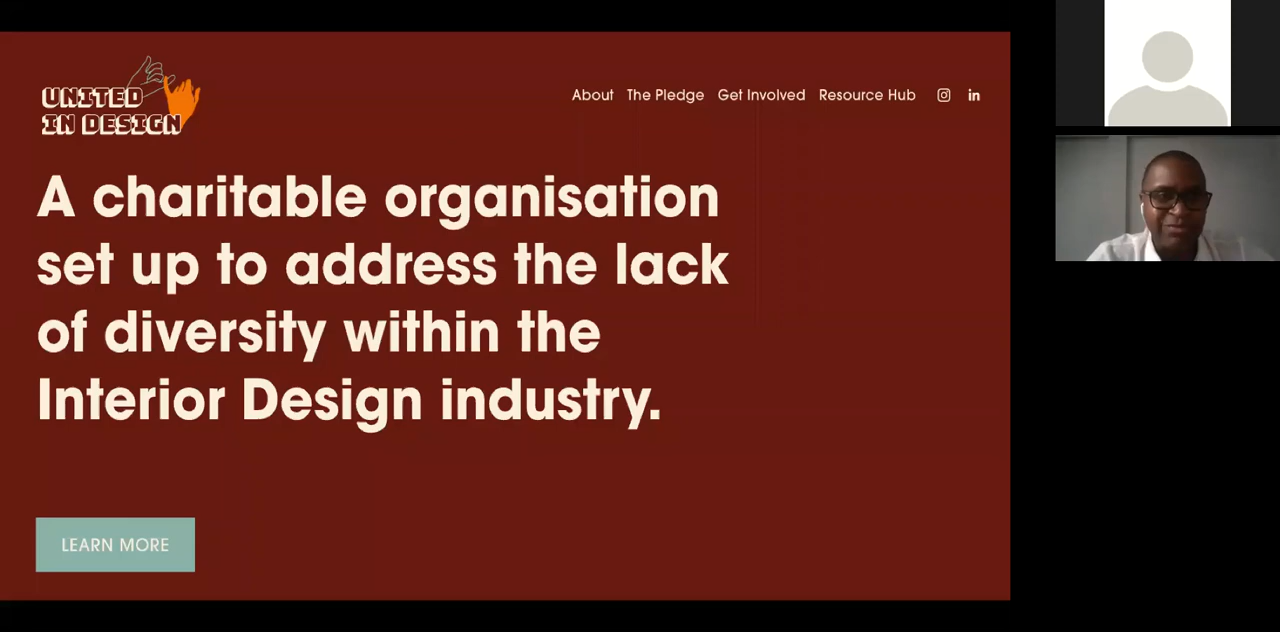 UNITED
IN DESIGN
About The Pledge Get Involved Resource Hub
A charitable organisation
set up to address the lack
of diversity within the
Interior Design industry.
LEARN MORE